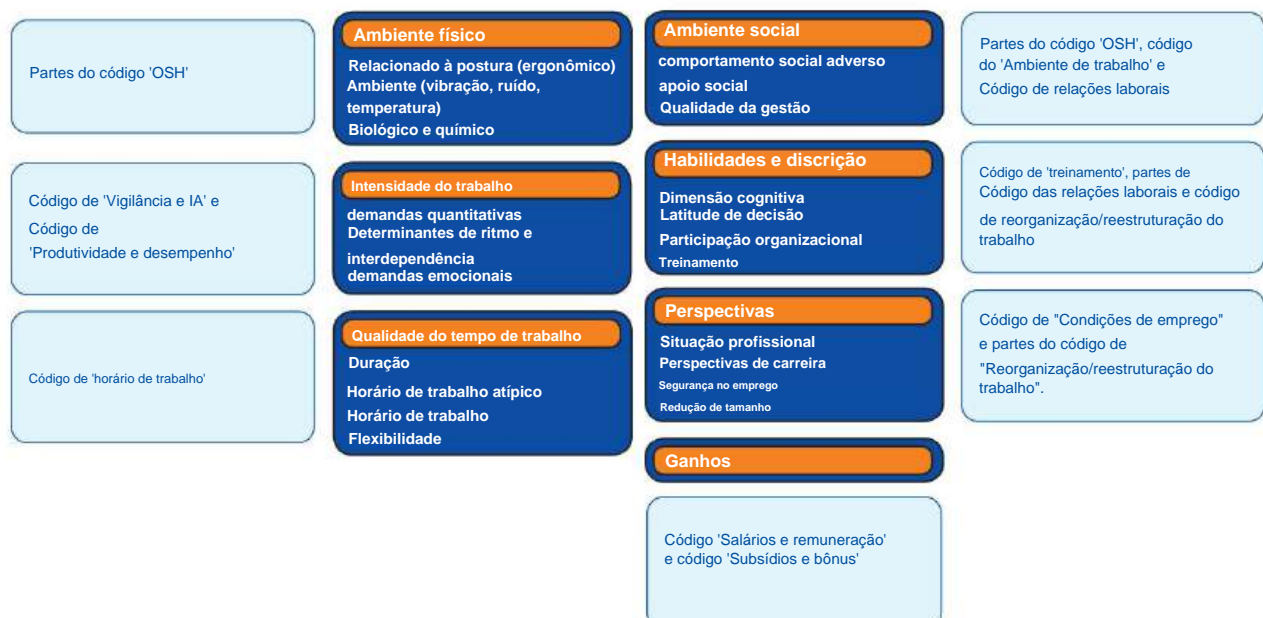 Partes do código 'OSH'
Ambiente físico
Relacionado à postura (ergonômico)
Ambiente (vibração, ruído,
temperatura)
Biológico e químico
Ambiente social
comportamento social adverso
apoio social
Qualidade da gestão
Partes do código 'OSH', código
do 'Ambiente de trabalho' e
Código de relações laborais
Código de 'Vigilância e IA' e
Código de
'Produtividade e desempenho'
Intensidade do trabalho
demandas quantitativas
Determinantes de ritmo e
interdependência
demandas emocionais
Habilidades e discrição
Dimensão cognitiva
Latitude de decisão
Participação organizacional
Treinamento
Código de 'treinamento', partes de
Código das relações laborais e código
de reorganização/reestruturação do
trabalho
Código de 'horário de trabalho'
Qualidade do tempo de trabalho
Duração
Horário de trabalho atípico
Horário de trabalho
Flexibilidade
Perspectivas
Situação profissional
Perspectivas de carreira
Segurança no emprego
Redução de tamanho
Código de "Condições de emprego"
e partes do código de
"Reorganização/reestruturação do
trabalho".
Ganhos
Código 'Salários e remuneração'
e código 'Subsídios e bônus'